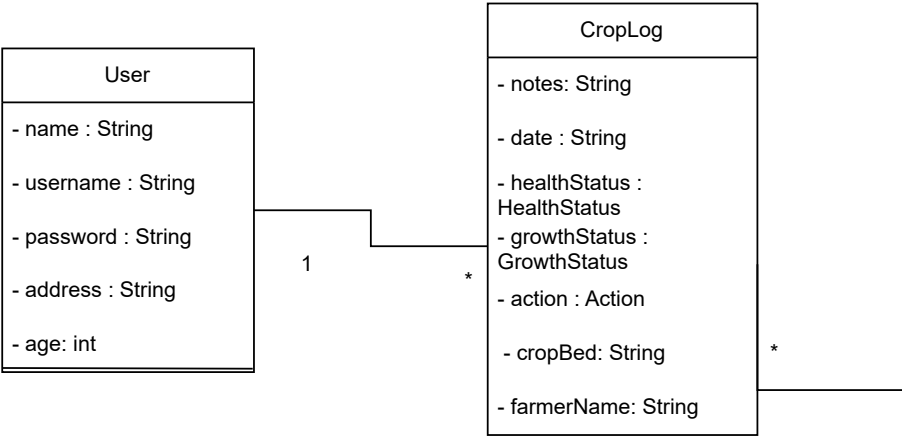 User
- name : String
- username : String
- password : String
- address : String
- age: int
1
*
CropLog
- notes: String
- date : String
- healthStatus :
HealthStatus
- growthStatus :
GrowthStatus
- action : Action
- cropBed: String
- farmerName: String
*